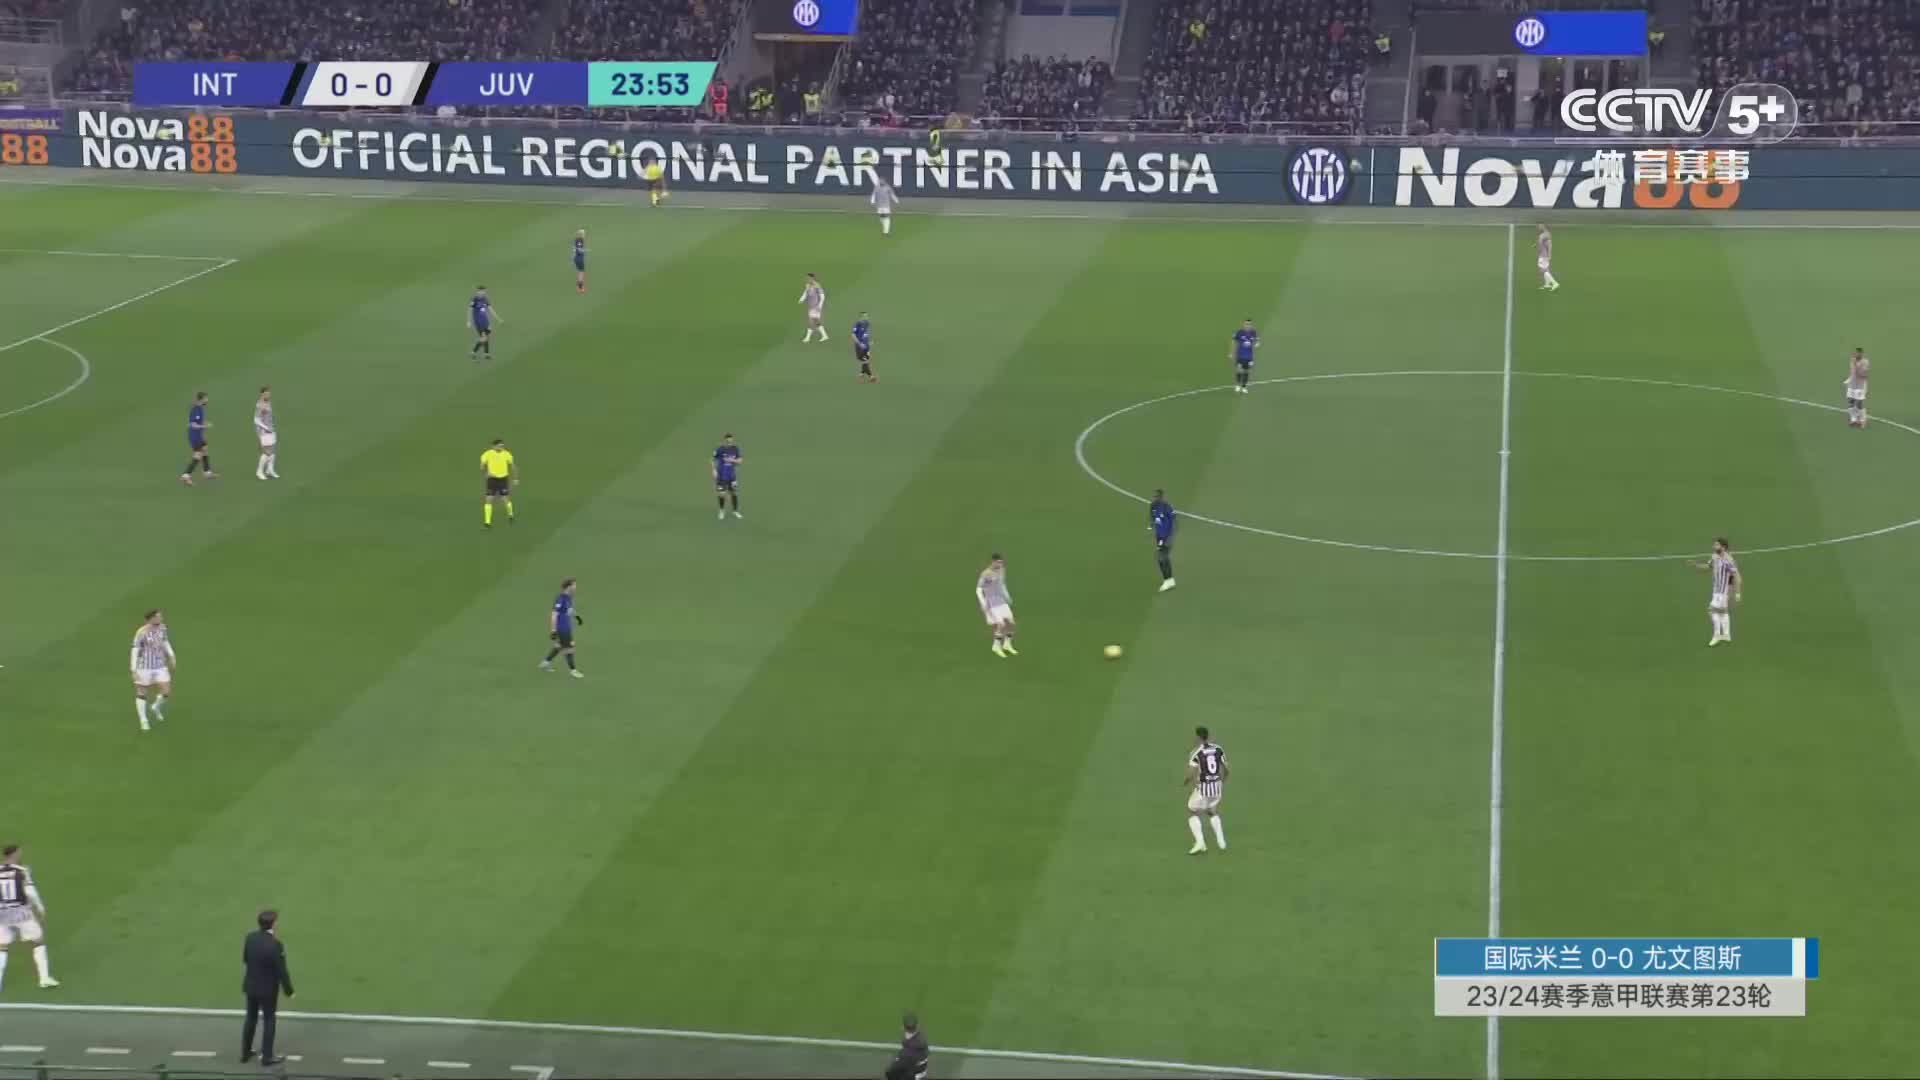 INT 0-0 JUV 23:53
CCTV 5+
体育赛事
88
Nova88
Nova88
OFFICIAL REGIONAL PARTNER IN ASIA
Nova88
6
国际米兰 0-0 尤文图斯
23/24赛季意甲联赛第23轮